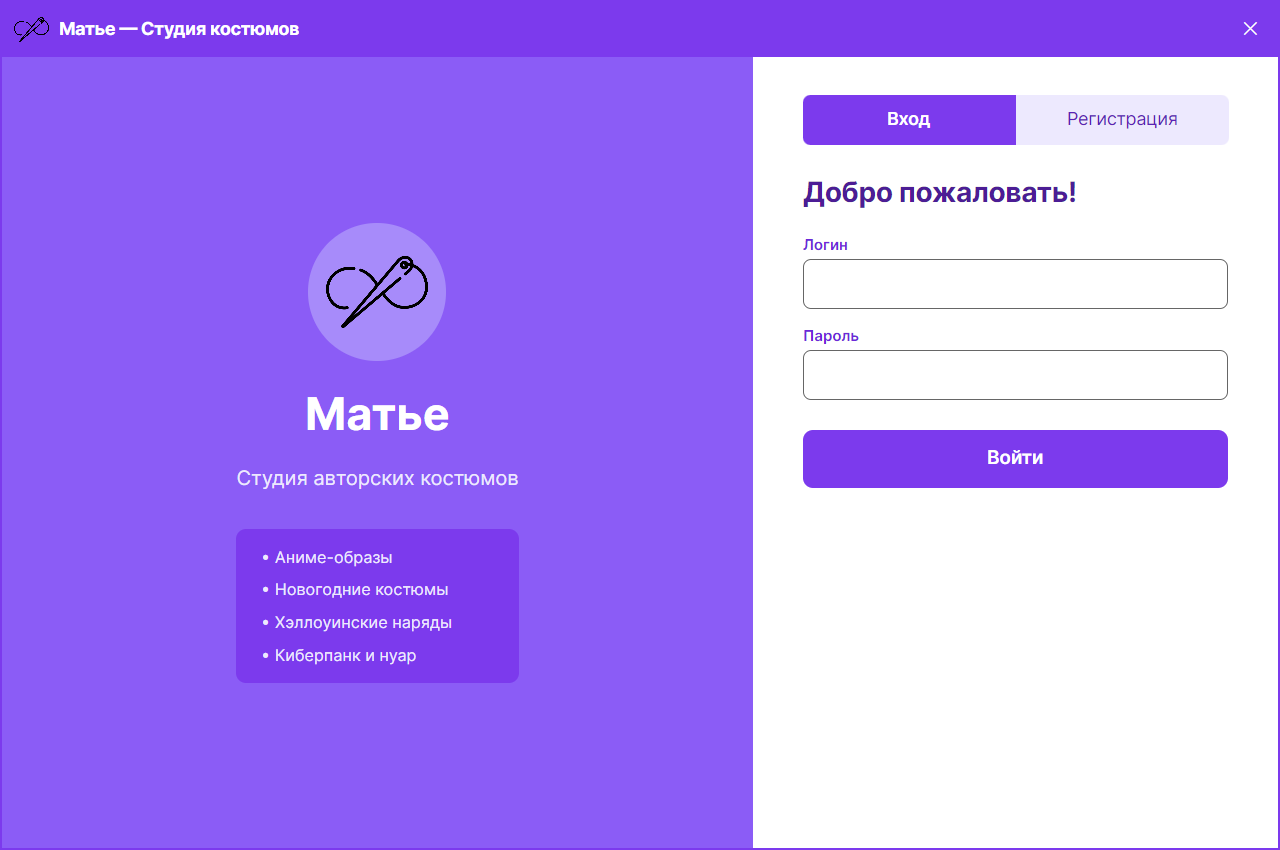 Матье — Студия костюмов
Матье
Студия авторских костюмов
• Аниме-образы
• Новогодние костюмы
• Хэллоуинские наряды
• Киберпанк и нуар
Вход
Регистрация
Добро пожаловать!
Логин
Пароль
Войти